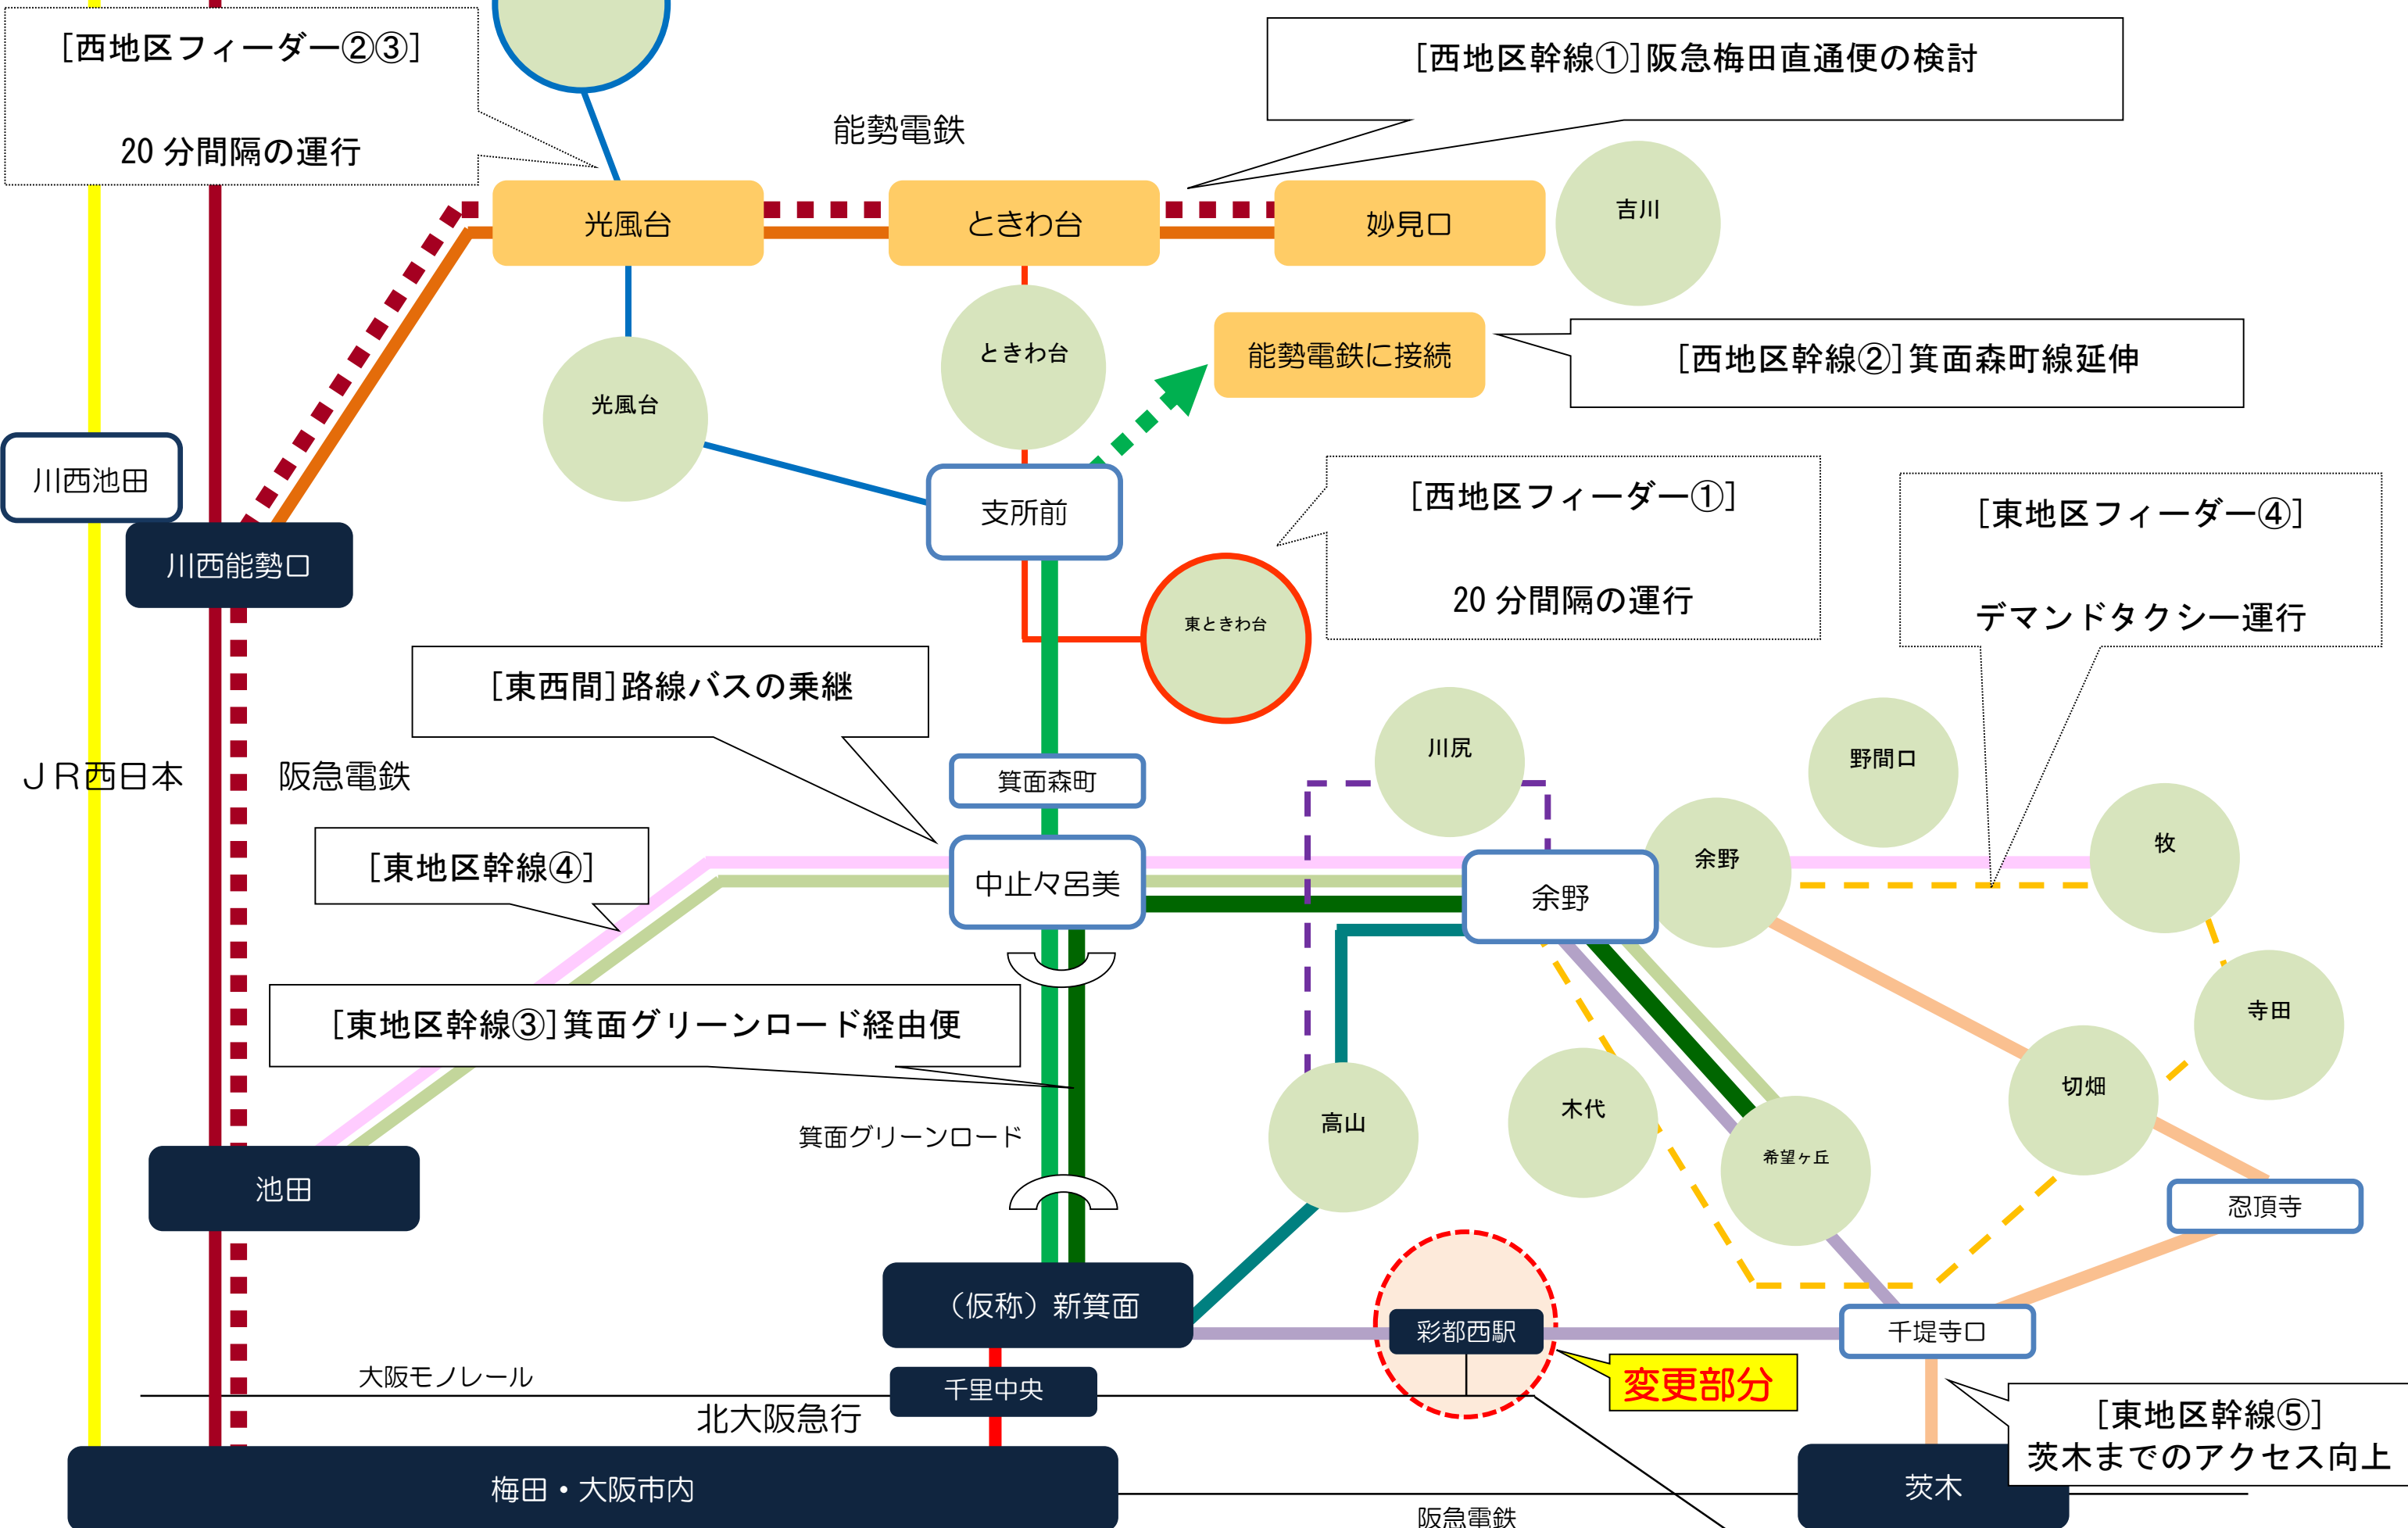 [西地区フィーダー②③]
20分間隔の運行
[西地区幹線①]阪急梅田直通便の検討
能勢電鉄
光風台
ときわ台
妙見口
吉川
ときわ台
能勢電鉄に接続
[西地区幹線②]箕面森町線延伸
光風台
川西池田
支所前
[西地区フィーダー①]
20分間隔の運行
[東地区フィーダー④]
デマンドタクシー運行
川西能勢口
東ときわ台
[東西間]路線バスの乗継
JR西日本
阪急電鉄
箕面森町
川尻
野間口
牧
[東地区幹線④]
中止々呂美
余野
余野
[東地区幹線③]箕面グリーンロード経由便
寺田
切畑
箕面グリーンロード
高山
木代
希望ヶ丘
池田
忍頂寺
(仮称)新箕面
彩都西駅
千堤寺口
大阪モノレール
千里中央
変更部分
北大阪急行
[東地区幹線⑤]
茨木までのアクセス向上
梅田・大阪市内
茨木
阪急電鉄